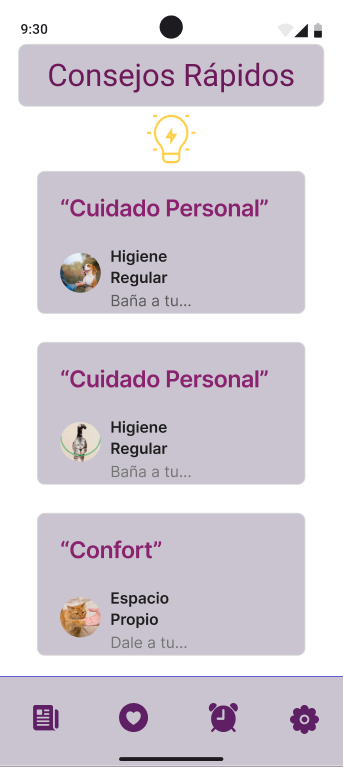 9:30
Consejos Rápidos
“Cuidado Personal”
Higiene
Regular
Baña a tu...
“Cuidado Personal”
Higiene
Regular
Baña a tu...
“Confort”
Espacio
Propio
Dale a tu...